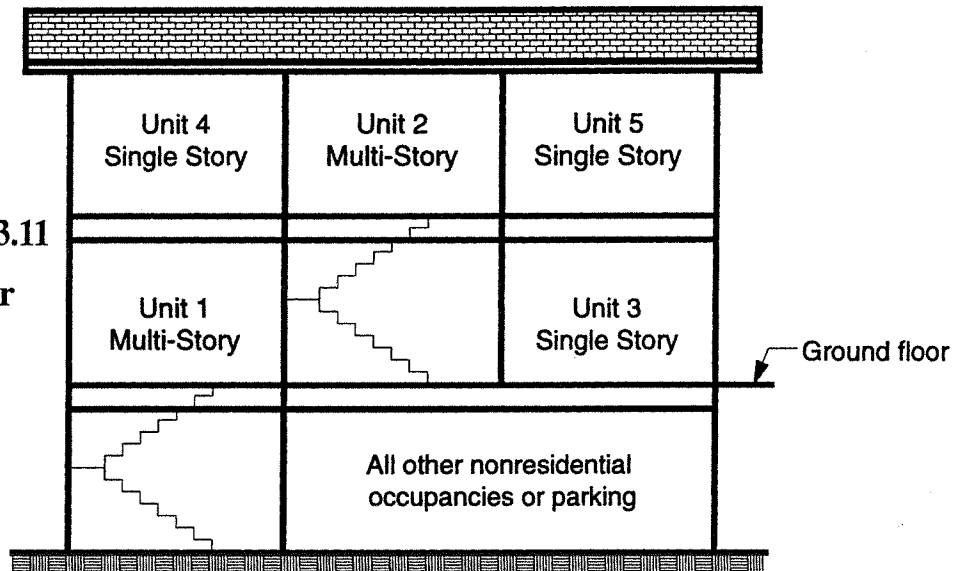 Unit 4
Single Story
Unit 2
Multi-Story
Unit 5
Single Story
3.11
r
Unit 1
Multi-Story
Unit 3
Single Story
Ground floor
All other nonresidential
occupancies or parking